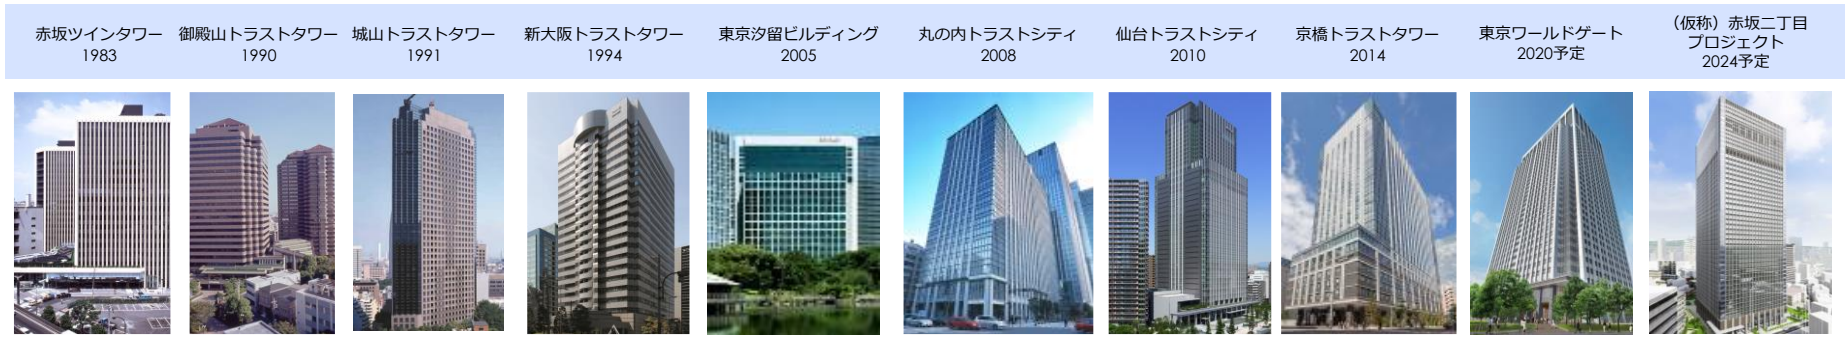 赤坂ツインタワー
1983
御殿山トラストタワー
1990
城山トラストタワー
1991
新大阪トラストタワー
1994
東京汐留ビルディング
2005
丸の内トラストシティ
2008
仙台トラストシティ
2010
京橋トラストタワー
2014
東京ワールドゲート
2020予定
（仮称）赤坂二丁目
プロジェクト
2024予定